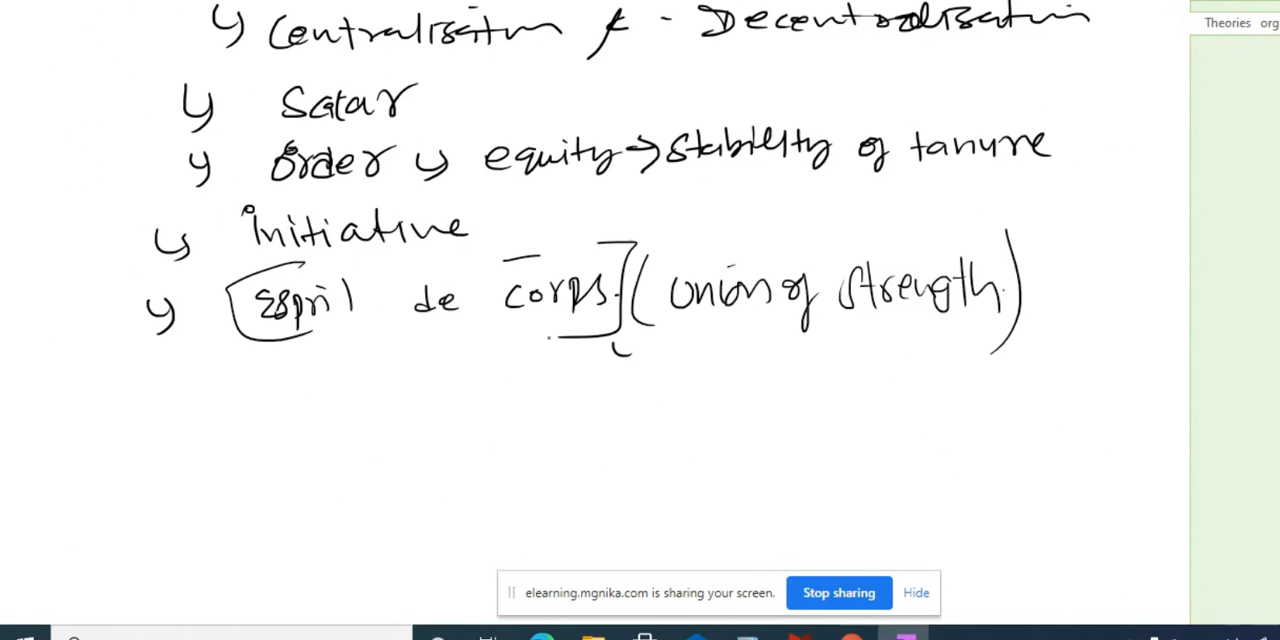 Centralisation & - Decentralisation
Theories org
Scalar
Order equity → stability of tanure
initiative
Esprit de corps. (Union of strength)
elearning.mgnika.com is sharing your screen. Stop sharing Hide